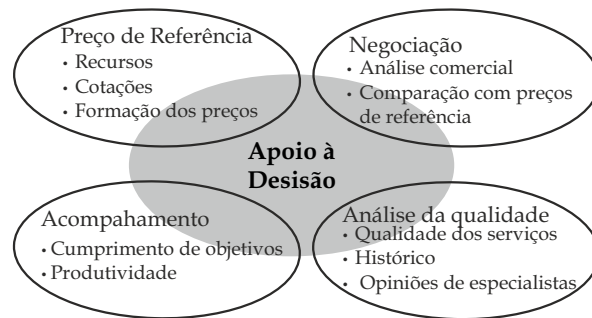 Preço de Referência
• Recursos
• Cotações
• Formação dos preços
Negociação
• Análise comercial
• Comparação com preços
de referência
Apoio à
Desisão
Acompahamento
• Cumprimento de objetivos
• Produtividade
Análise da qualidade
• Qualidade dos serviços
• Histórico
• Opiniões de especialistas